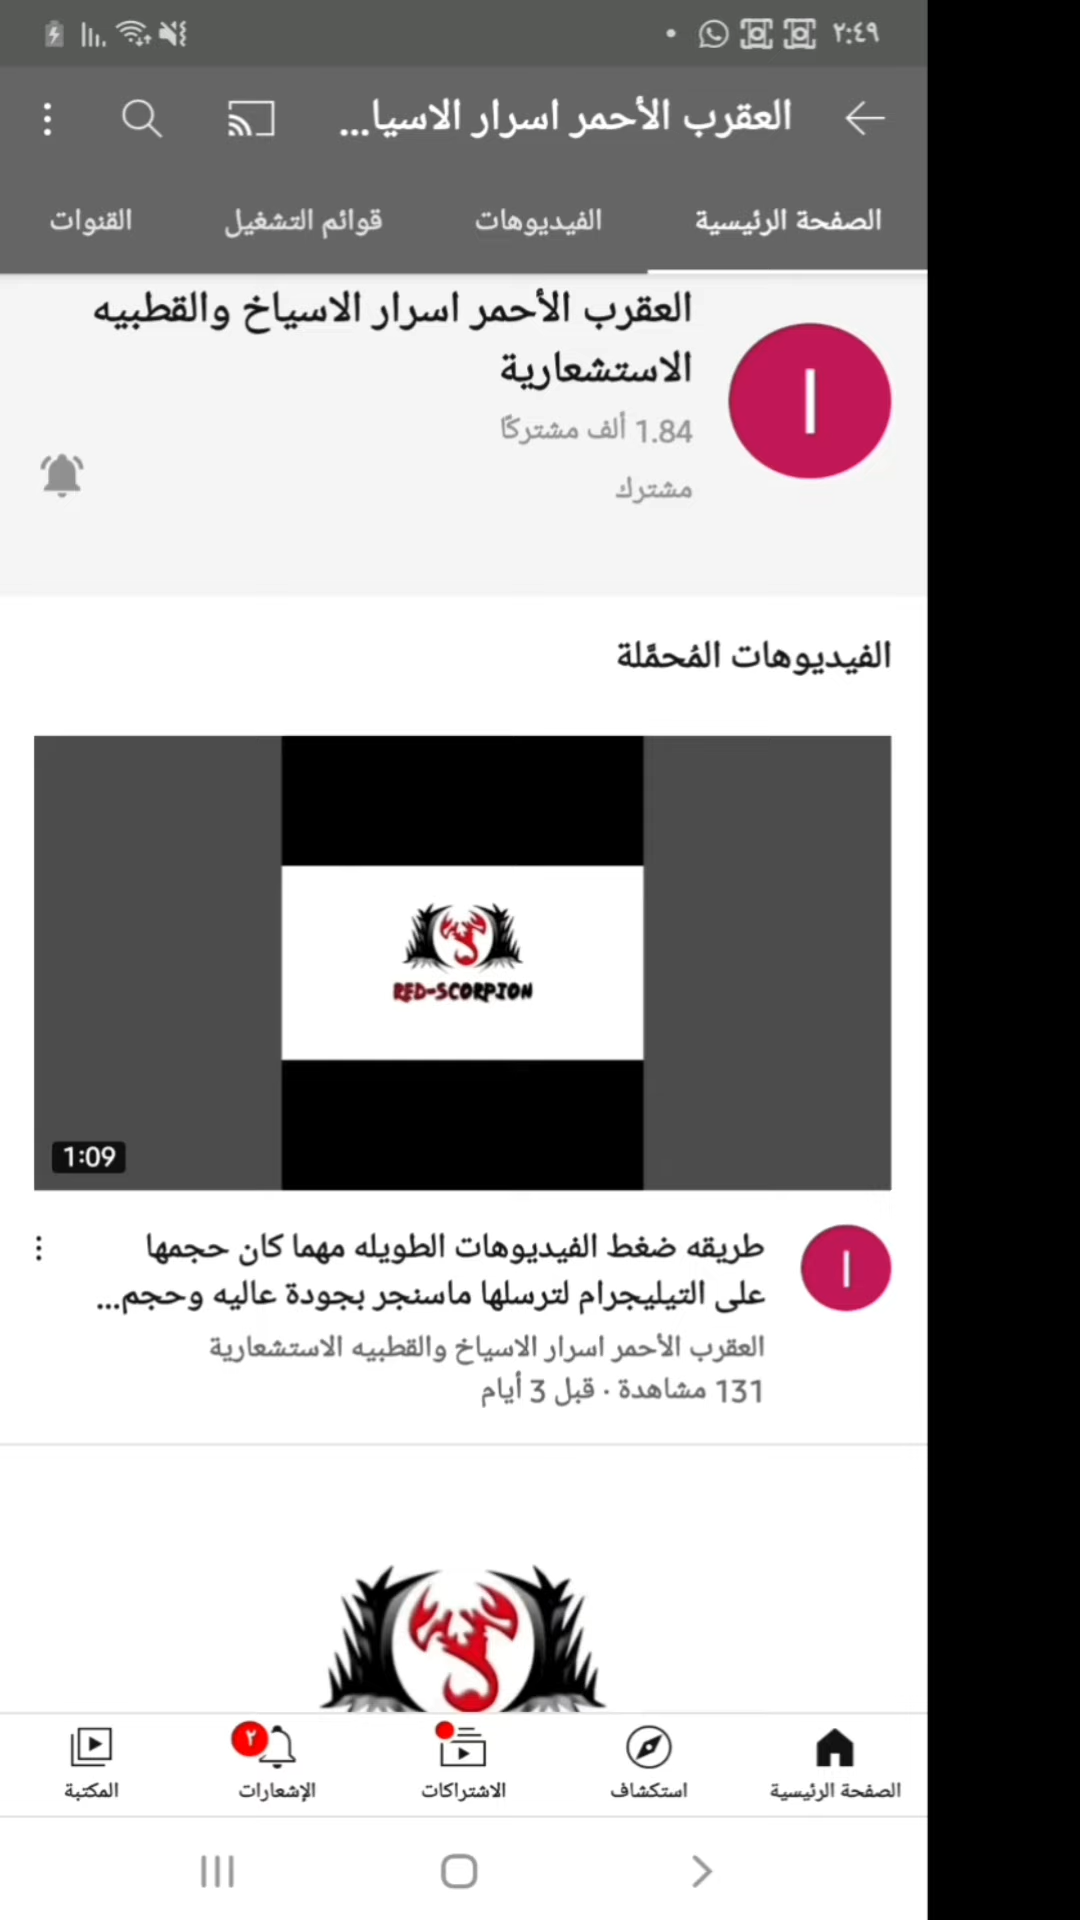 ٢:٤٩
العقرب الأحمر اسرار الاسيا...
الصفحة الرئيسية
الفيديوهات
قوائم التشغيل
القنوات
العقرب الأحمر اسرار الاسياخ والقطبيه
الاستشعارية
1.84 ألف مشتركًا
مشترك
الفيديوهات المُحمَّلة
RED-SCORPION
1:09
طريقه ضغط الفيديوهات الطويله مهما كان حجمها
على التيليجرام لترسلها ماسنجر بجودة عاليه وحجم...
العقرب الأحمر اسرار الاسياخ والقطبيه الاستشعارية
131 مشاهدة · قبل 3 أيام
الصفحة الرئيسية
استكشاف
الاشتراكات
٢
الإشعارات
المكتبة